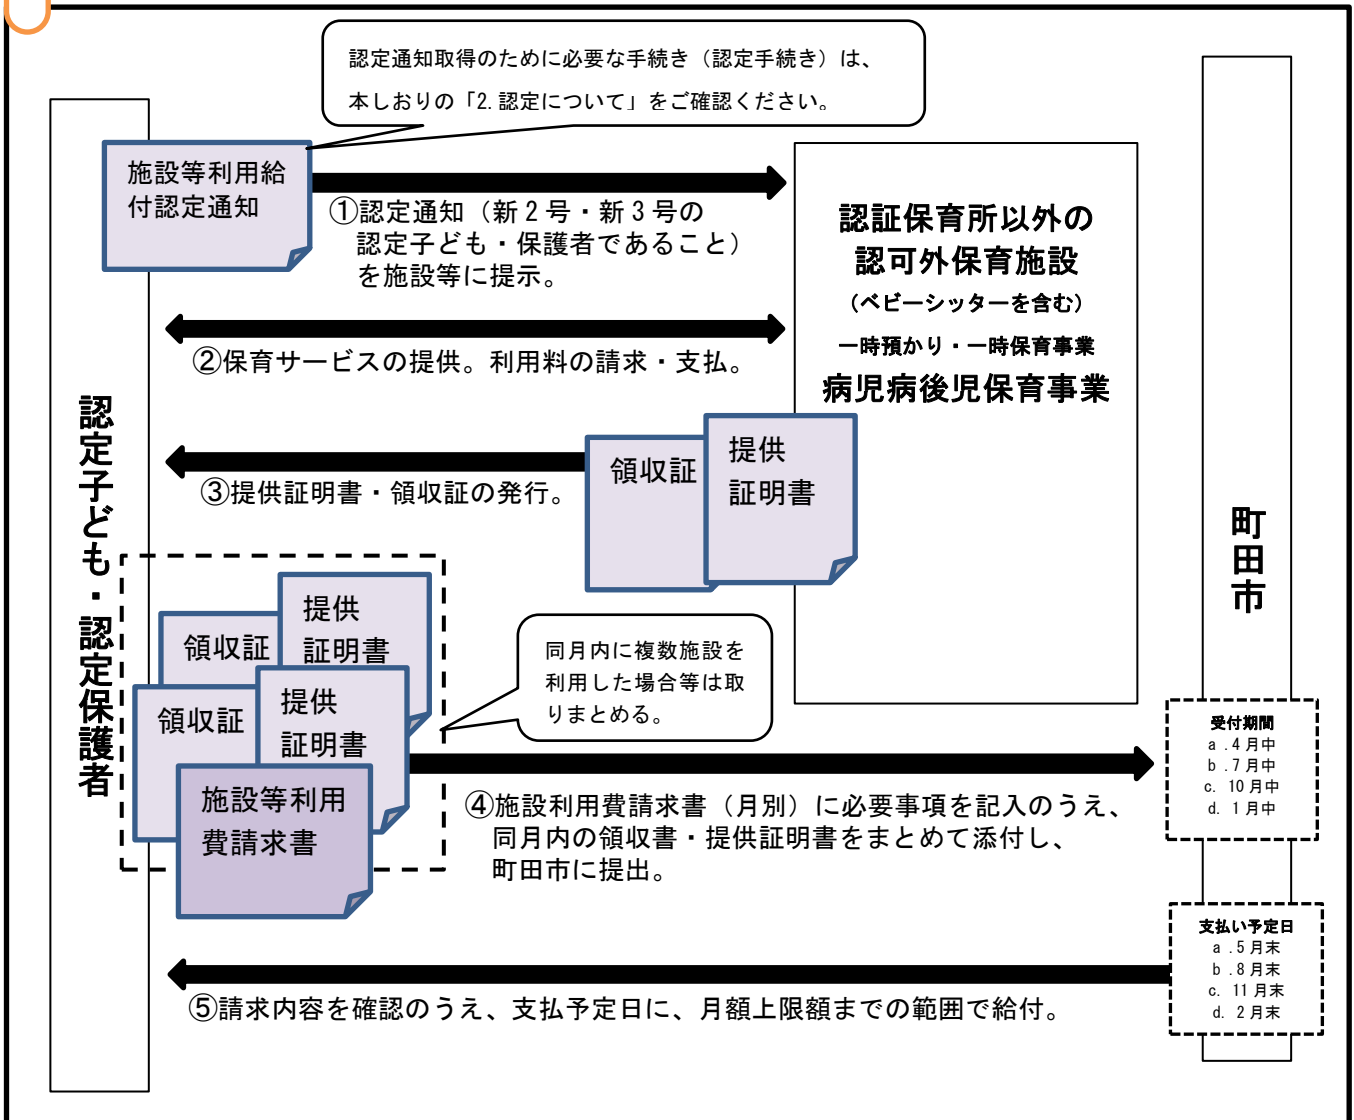 認定通知取得のために必要な手続き（認定手続き）は、
本しおりの「2.認定について」をご確認ください。
施設等利用給
付認定通知
①認定通知（新２号・新３号の
認定子ども・保護者であること）
を施設等に提示。
認証保育所以外の
認可外保育施設
（ベビーシッターを含む）
一時預かり・一時保育事業
病児病後児保育事業
②保育サービスの提供。利用料の請求・支払。
領収証
提供
証明書
③提供証明書・領収証の発行。
認定子ども・認定保護者
町田市
提供
証明書
領収証
提供
証明書
領収証
施設等利用
費請求書
同月内に複数施設を
利用した場合等は取
りまとめる。
④施設利用費請求書（月別）に必要事項を記入のうえ、
同月内の領収書・提供証明書をまとめて添付し、
町田市に提出。
受付期間
a．4月中
b．7月中
c. 10月中
d. 1月中
支払い予定日
a．5月末
b．8月末
c. 11月末
d. 2月末
⑤請求内容を確認のうえ、支払予定日に、月額上限額までの範囲で給付。